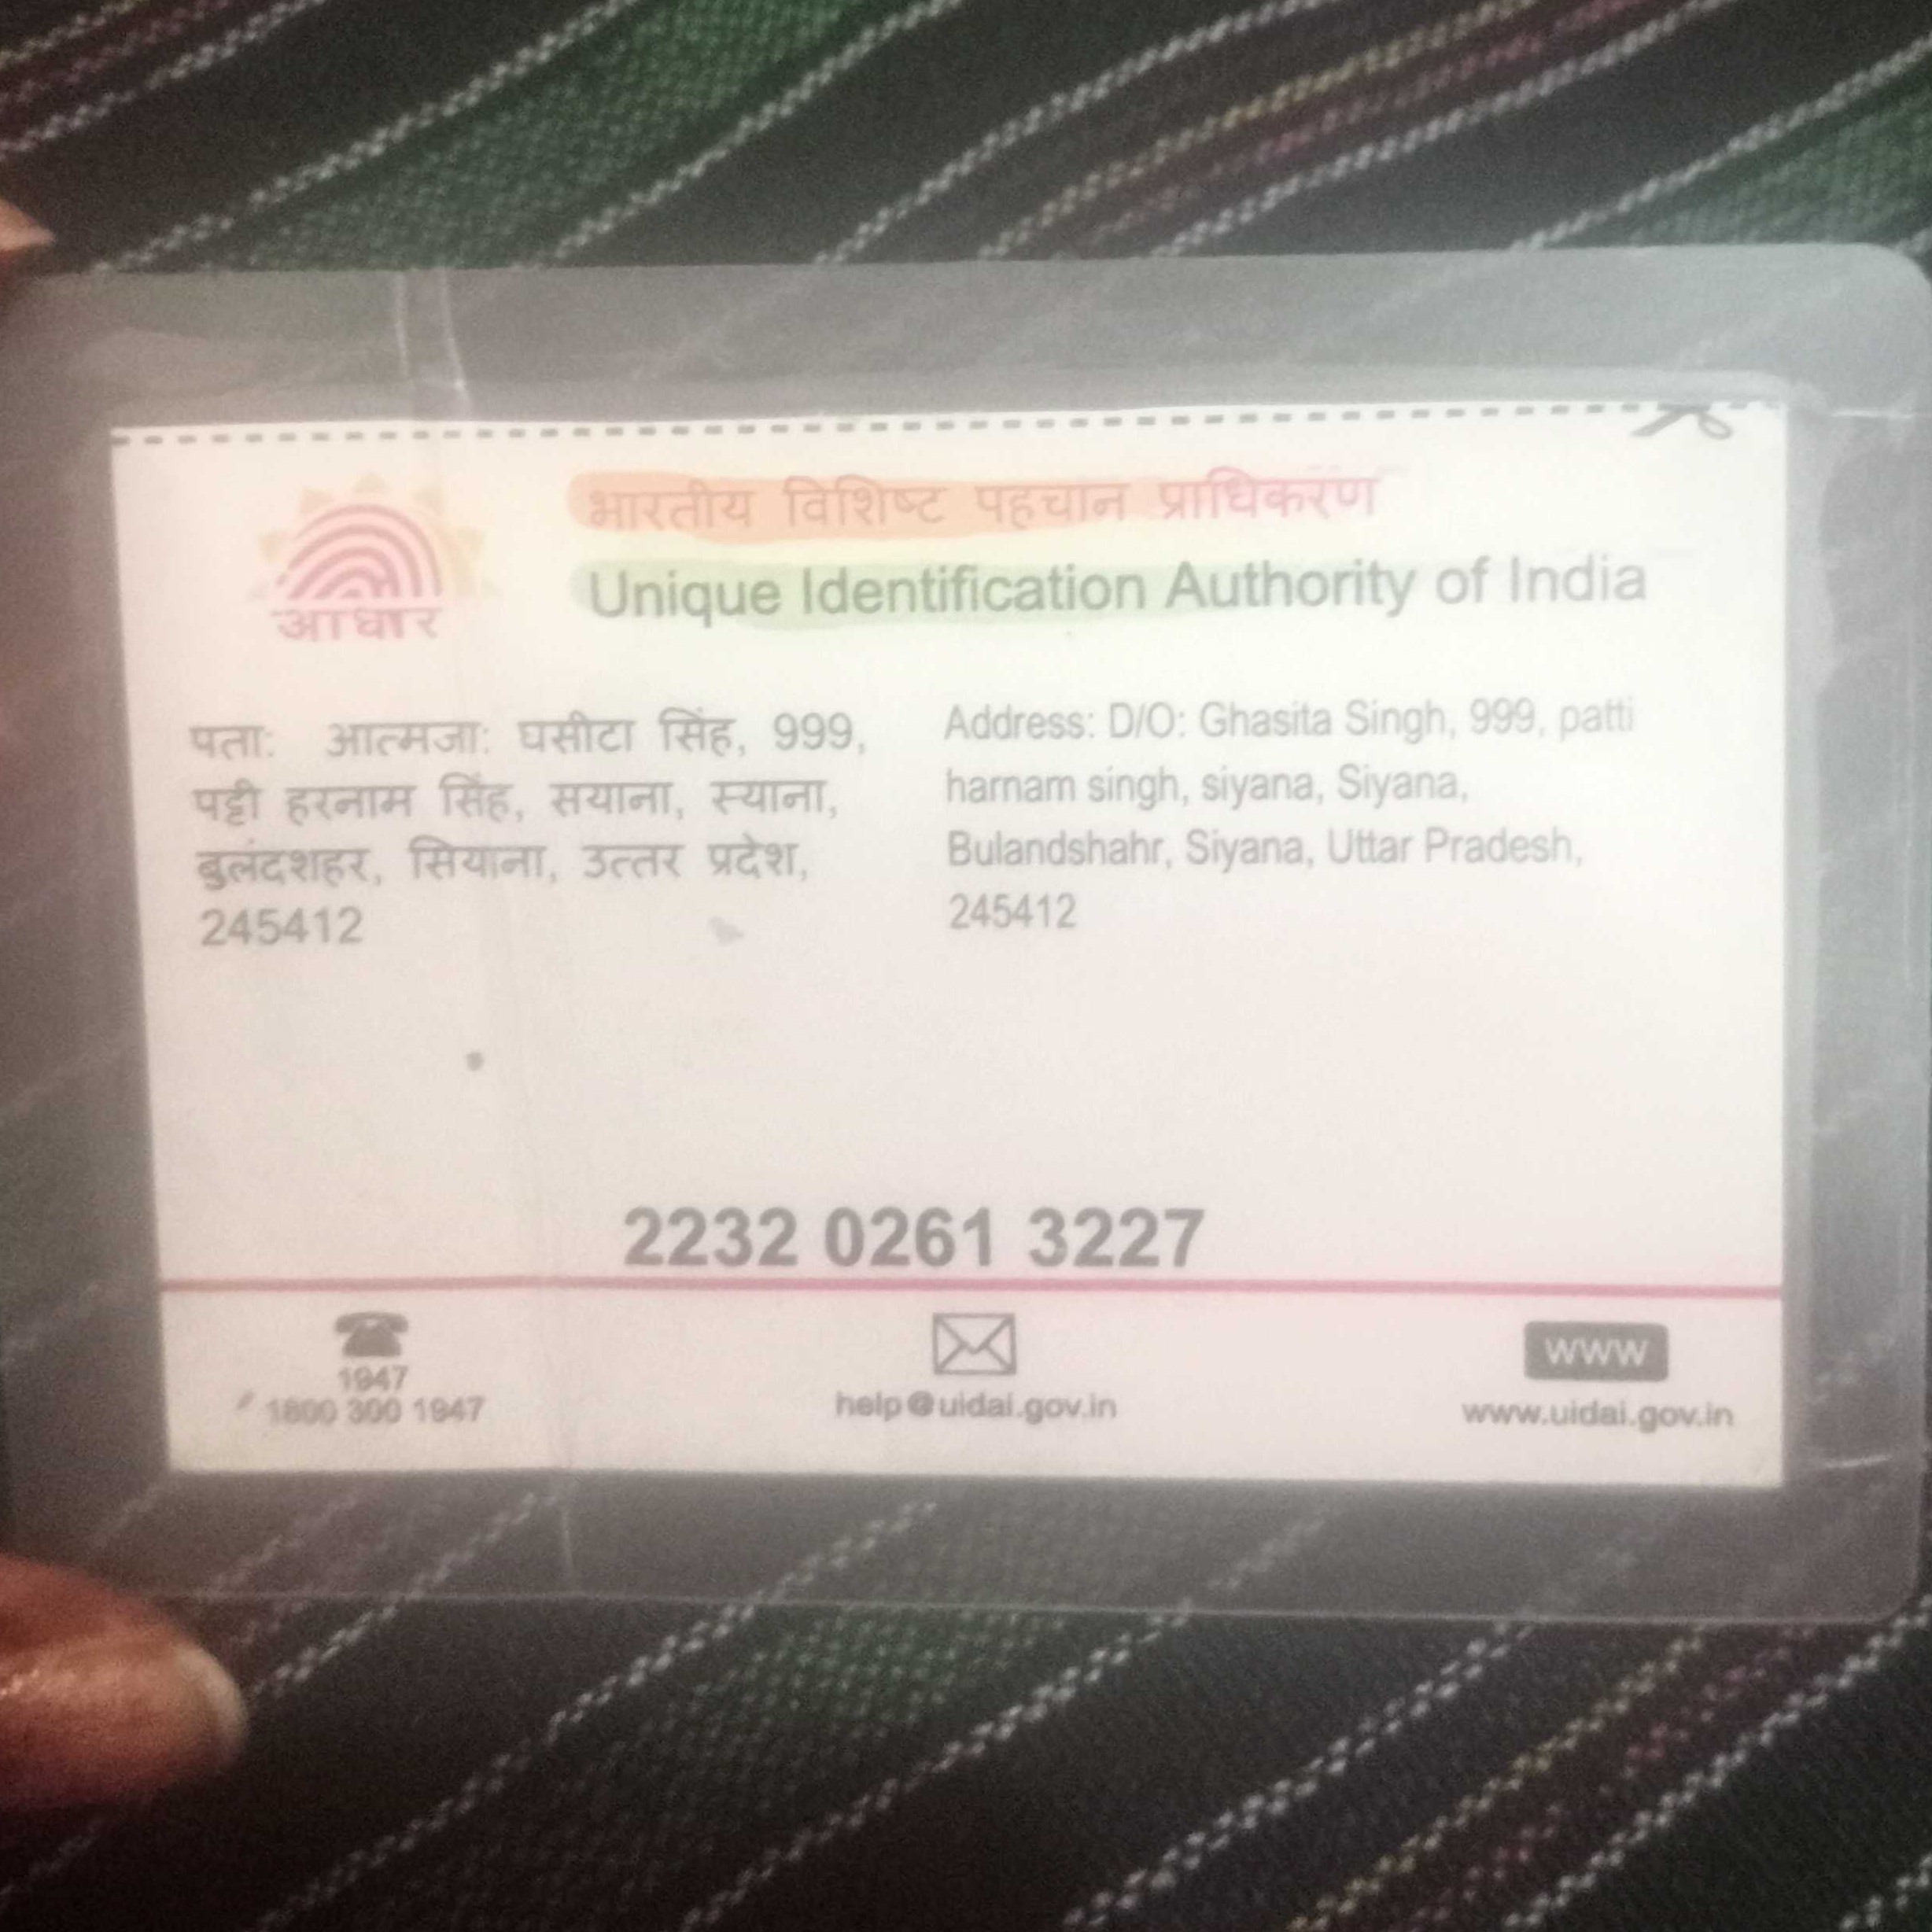 भारतीय विशिष्ट पहचान प्राधिकरण
Unique Identification Authority of India
आधार
पता: आत्मजा: घसीटा सिंह, 999,
पट्टी हरनाम सिंह, सयाना, स्याना,
बुलंदशहर, सियाना, उत्तर प्रदेश,
245412
Address: D/O: Ghasita Singh, 999, patti
harnam singh, siyana, Siyana,
Bulandshahr, Siyana, Uttar Pradesh,
245412
2232 0261 3227
1947
1800 300 1947
help@uidai.gov.in
www
www.uidai.gov.in